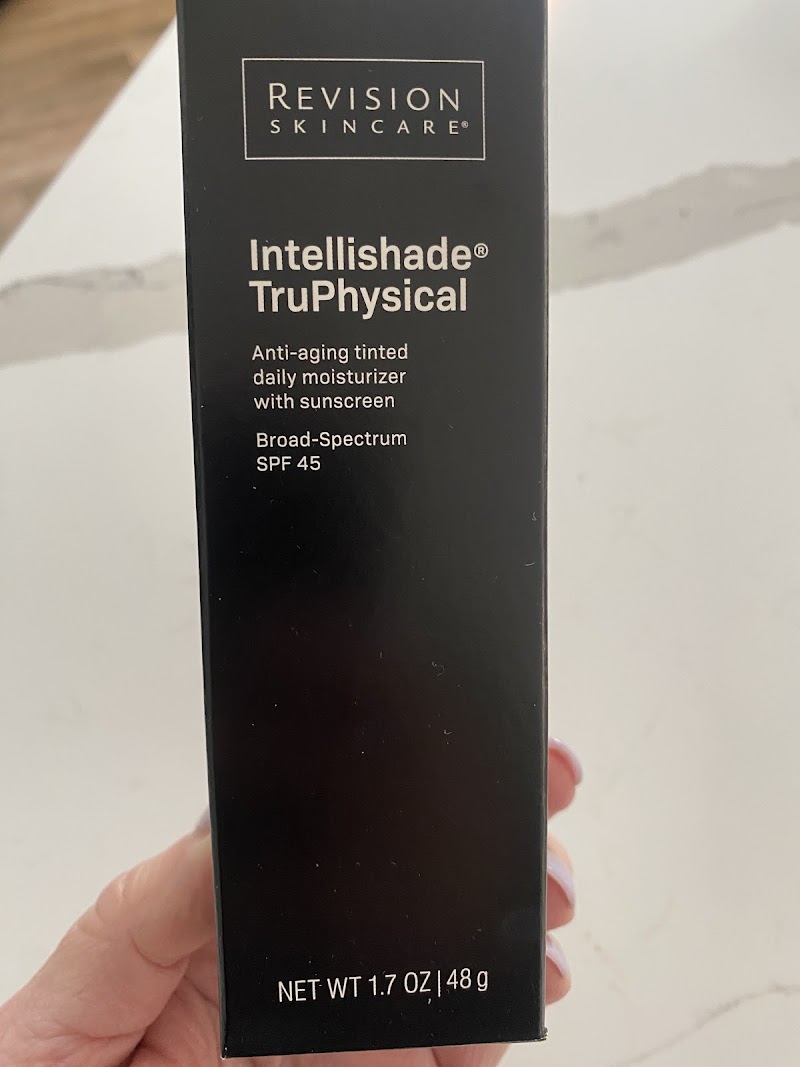 REVISION
SKINCARE®
Intellishade®
TruPhysical
Anti-aging tinted
daily moisturizer
with sunscreen
Broad-Spectrum
SPF 45
NET WT 1.7 OZ | 48 g